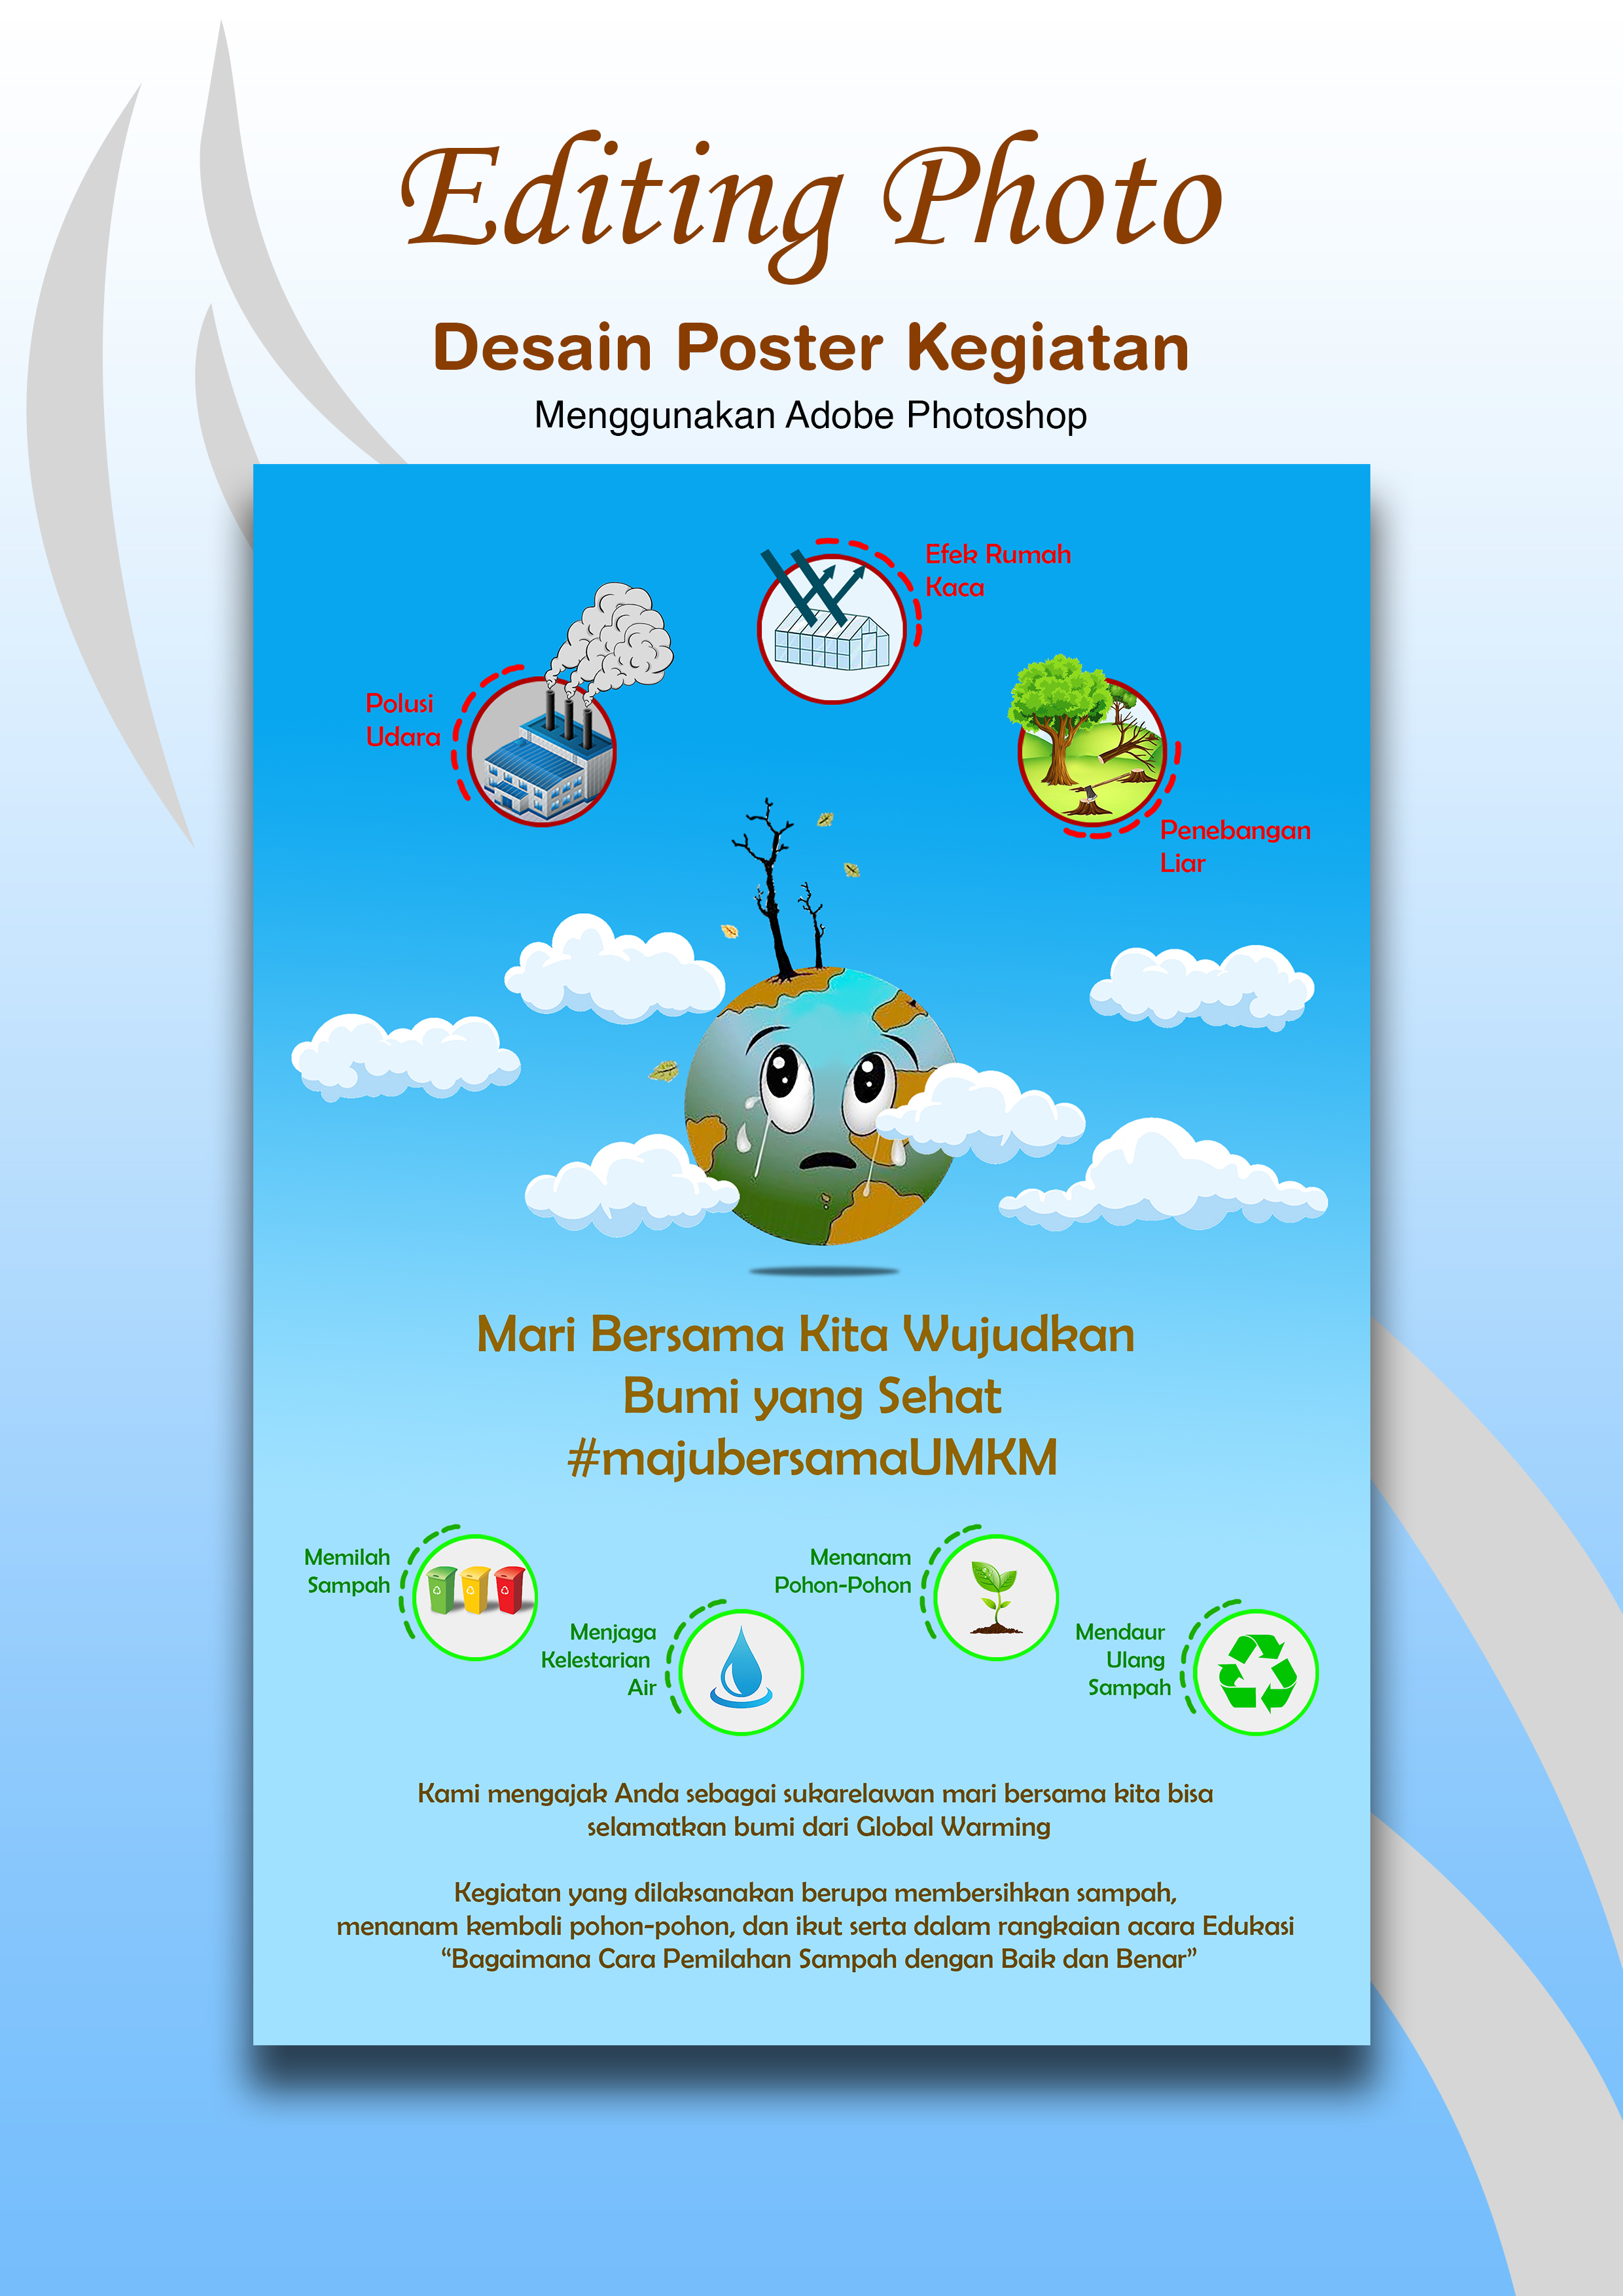 Editing Photo
Desain Poster Kegiatan
Menggunakan Adobe Photoshop
Efek Rumah
Kaca
Polusi
Udara
Penebangan
Liar
Mari Bersama Kita Wujudkan
Bumi yang Sehat
#majubersamaUMKM
Memilah
Sampah
Menjaga
Kelestarian
Air
Menanam
Pohon-Pohon
Mendaur
Ulang
Sampah
Kami mengajak Anda sebagai sukarelawan mari bersama kita bisa
selamatkan bumi dari Global Warming
Kegiatan yang dilaksanakan berupa membersihkan sampah,
menanam kembali pohon-pohon, dan ikut serta dalam rangkaian acara Edukasi
“Bagaimana Cara Pemilahan Sampah dengan Baik dan Benar”